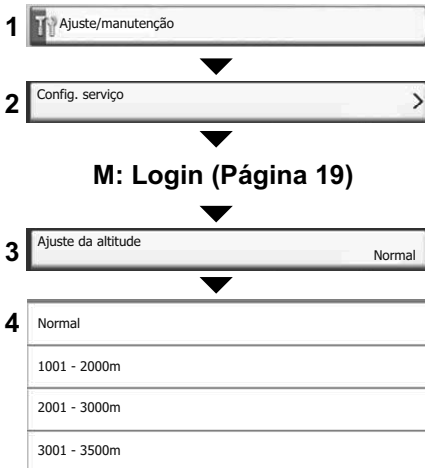 1 Ajuste/manutenção
2 Config. serviço >
M: Login (Página 19)
3 Ajuste da altitude
Normal
4 Normal
1001 - 2000m
2001 - 3000m
3001 - 3500m